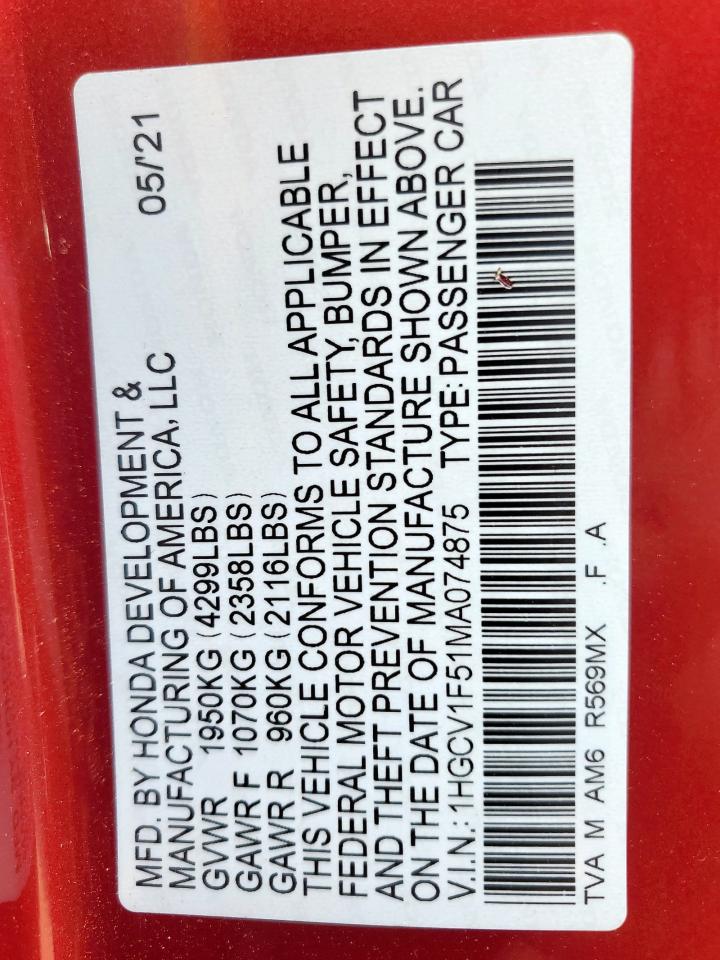 MFD. BY HONDA DEVELOPMENT &
MANUFACTURING OF AMERICA, LLC 05/'21
GVWR 1950KG (4299LBS)
GAWR F 1070KG (2358LBS)
GAWR R 960KG (2116LBS)
THIS VEHICLE CONFORMS TO ALL APPLICABLE
FEDERAL MOTOR VEHICLE SAFETY, BUMPER,
AND THEFT PREVENTION STANDARDS IN EFFECT
ON THE DATE OF MANUFACTURE SHOWN ABOVE.
V.I.N.: 1HGCV1F51MA074875 TYPE: PASSENGER CAR
TVA M AM6 R569MX .F .A